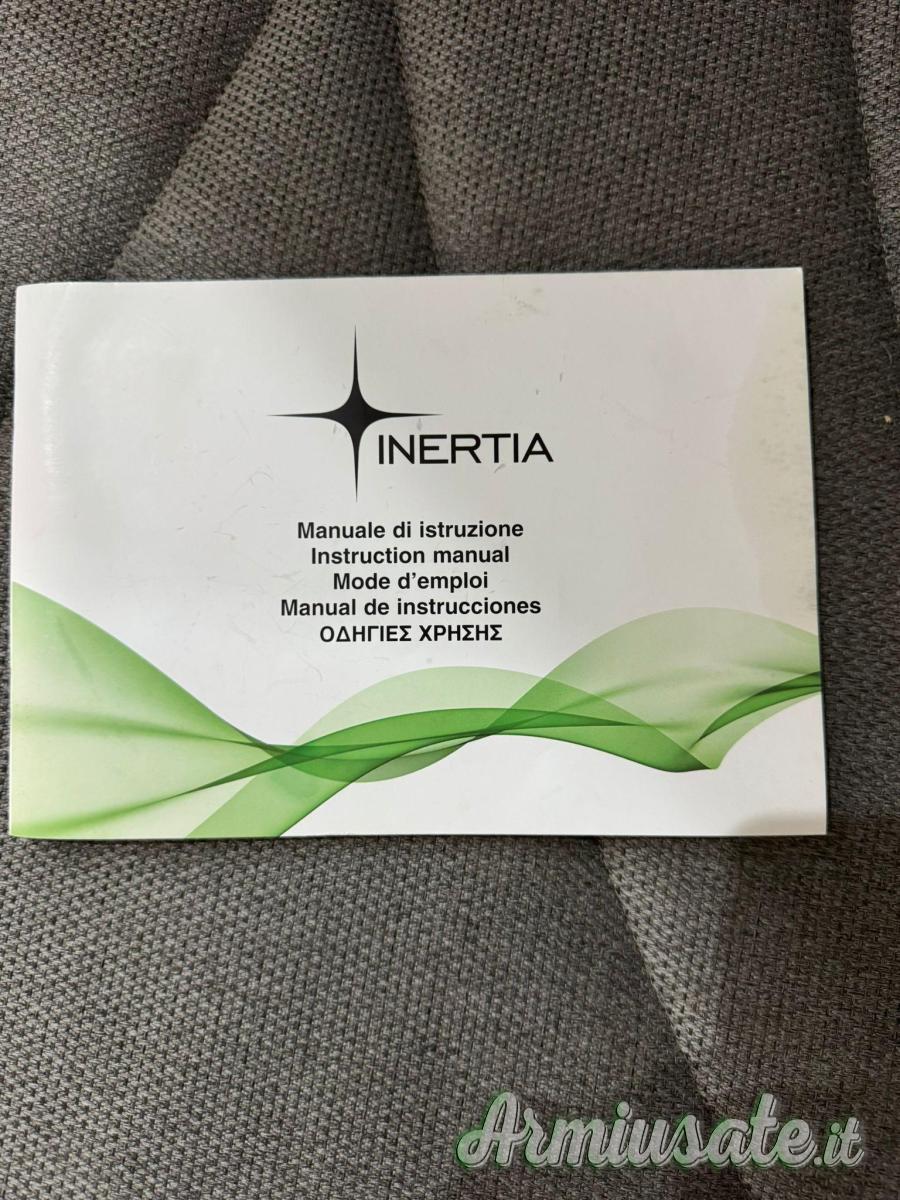 INERTIA
Manuale di istruzione
Instruction manual
Mode d'emploi
Manual de instrucciones
ΟΔΗΓΙΕΣ ΧΡΗΣΗΣ
Armiusate.it